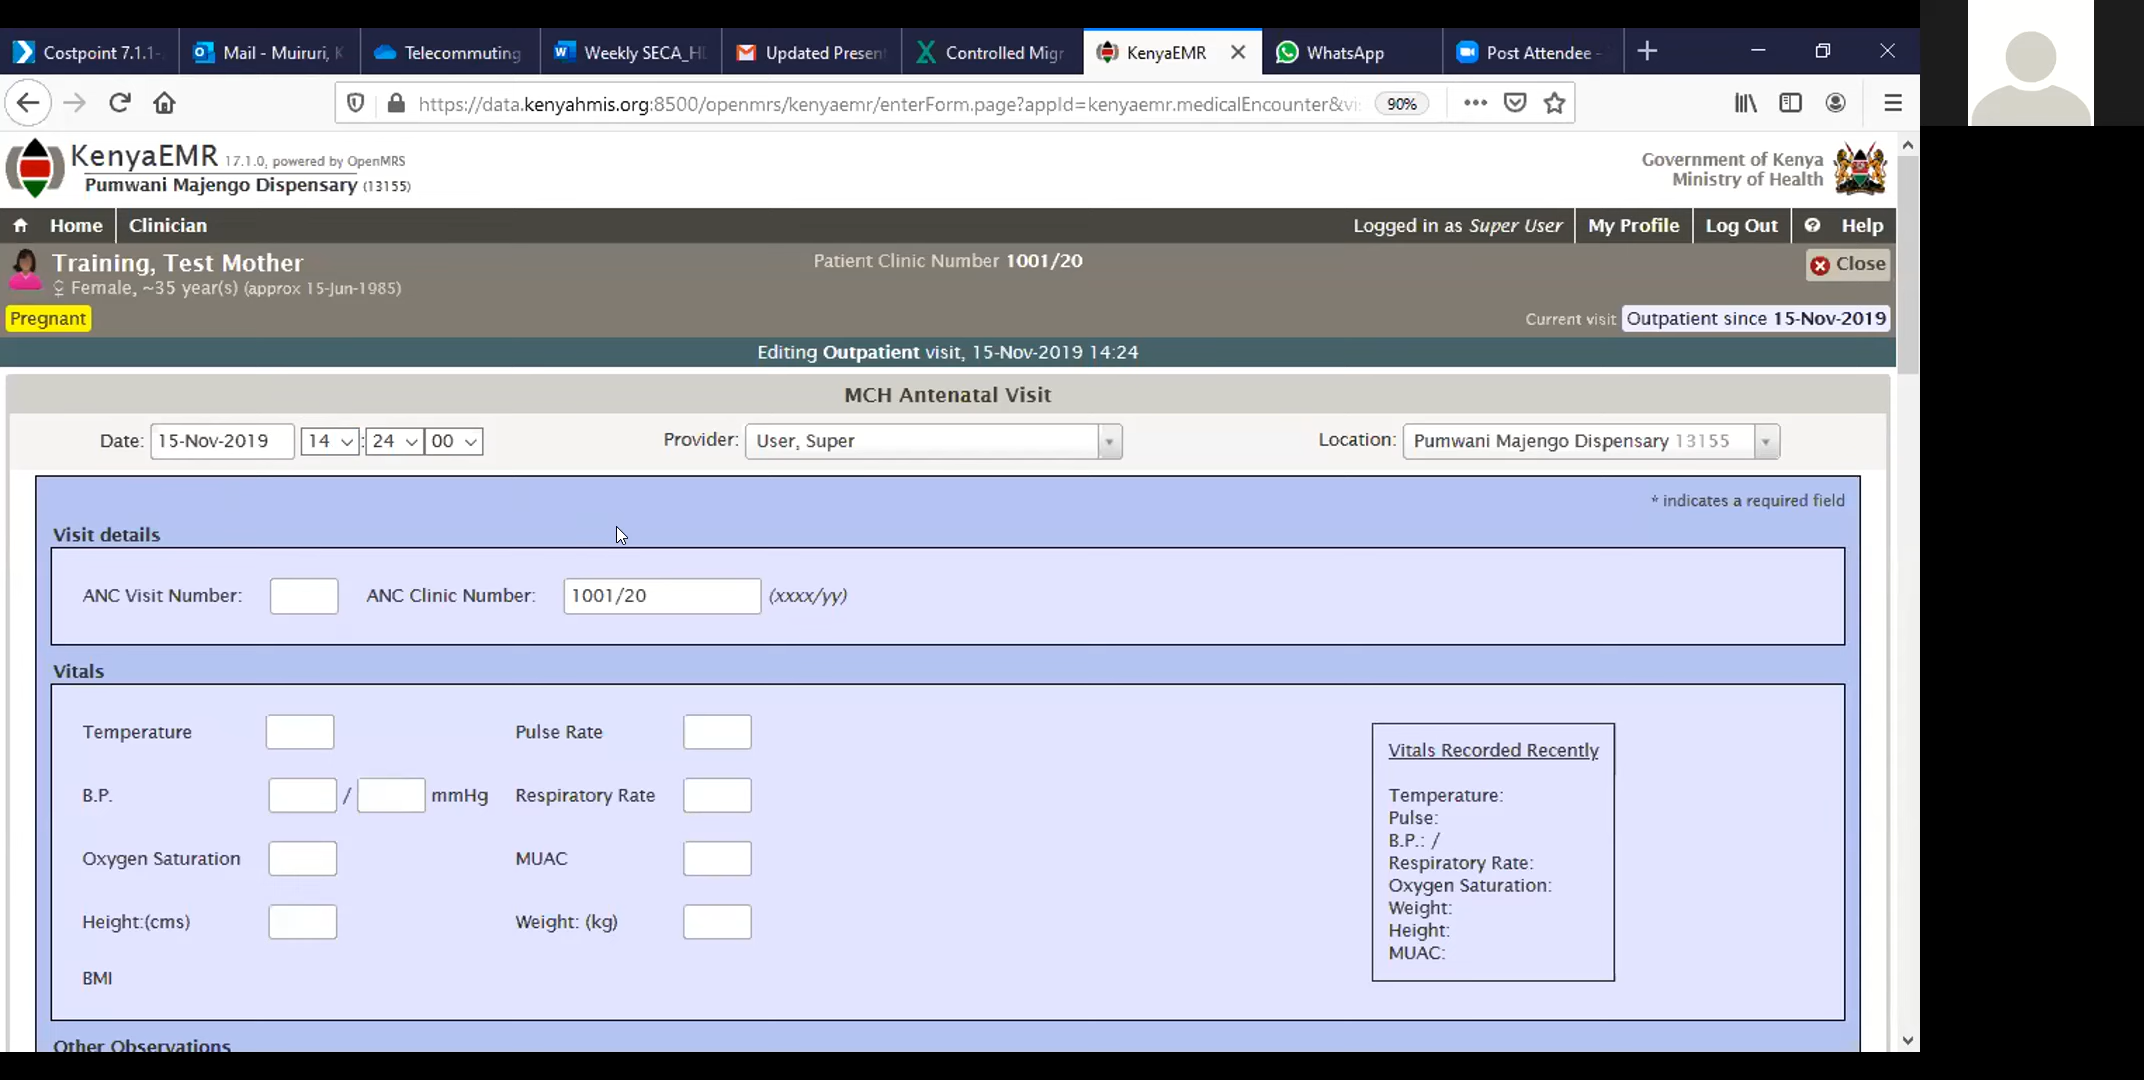 Costpoint 7.1.1- Mail - Muiruri, K Telecommuting Weekly SECA_HI Updated Present Controlled Migr KenyaEMR WhatsApp Post Attendee -
https://data.kenyahmis.org:8500/openmrs/kenyaemr/enterForm.page?appId=kenyaemr.medicalEncounter&vi 90%
KenyaEMR 17.1.0, powered by OpenMRS
Pumwani Majengo Dispensary (13155)
Government of Kenya
Ministry of Health
Home Clinician Logged in as Super User My Profile Log Out Help
Training, Test Mother Patient Clinic Number 1001/20 Close
Female, ~35 year(s) (approx 15-Jun-1985)
Pregnant Current visit Outpatient since 15-Nov-2019
Editing Outpatient visit, 15-Nov-2019 14:24
MCH Antenatal Visit
Date: 15-Nov-2019 14 : 24 00 Provider: User, Super Location: Pumwani Majengo Dispensary 13155
* indicates a required field
Visit details
ANC Visit Number: ANC Clinic Number: 1001/20 (xxxx/yy)
Vitals
Temperature Pulse Rate
B.P. / mmHg Respiratory Rate
Oxygen Saturation MUAC
Height:(cms) Weight: (kg)
BMI
Vitals Recorded Recently
Temperature:
Pulse:
B.P.: /
Respiratory Rate:
Oxygen Saturation:
Weight:
Height:
MUAC:
Other Observations